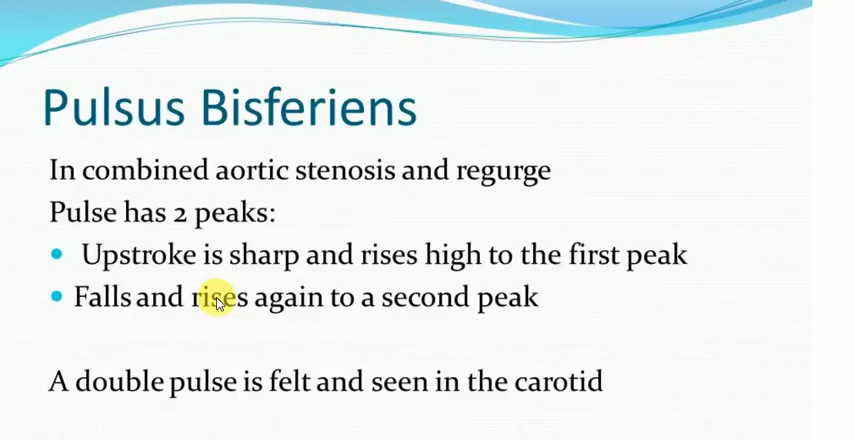 Pulsus Bisferiens
In combined aortic stenosis and regurge
Pulse has 2 peaks:
• Upstroke is sharp and rises high to the first peak
• Falls and rises again to a second peak
A double pulse is felt and seen in the carotid